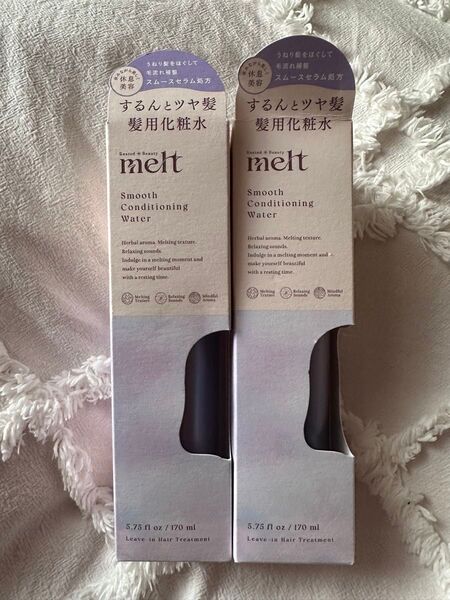 休息
美容
うねり髪をほぐして
毛流れ補整
スムースセラム処方
するんとツヤ髪
髪用化粧水
Rested + Beauty
melt
Smooth
Conditioning
Water
Herbal aroma. Melting texture.
Relaxing sounds.
Indulge in a melting moment and
make yourself beautiful
with a resting time.
Melting
Texture
Relaxing
Sounds
Mindful
Aroma
5.75 fl oz / 170 ml
Leave-in Hair Treatment
休息
美容
うねり髪をほぐして
毛流れ補整
スムースセラム処方
するんとツヤ髪
髪用化粧水
Rested + Beauty
melt
Smooth
Conditioning
Water
Herbal aroma. Melting texture.
Relaxing sounds.
Indulge in a melting moment and
make yourself beautiful
with a resting time.
Melting
Texture
Relaxing
Sounds
Mindful
Aroma
5.75 fl oz / 170 ml
Leave-in Hair Treatment